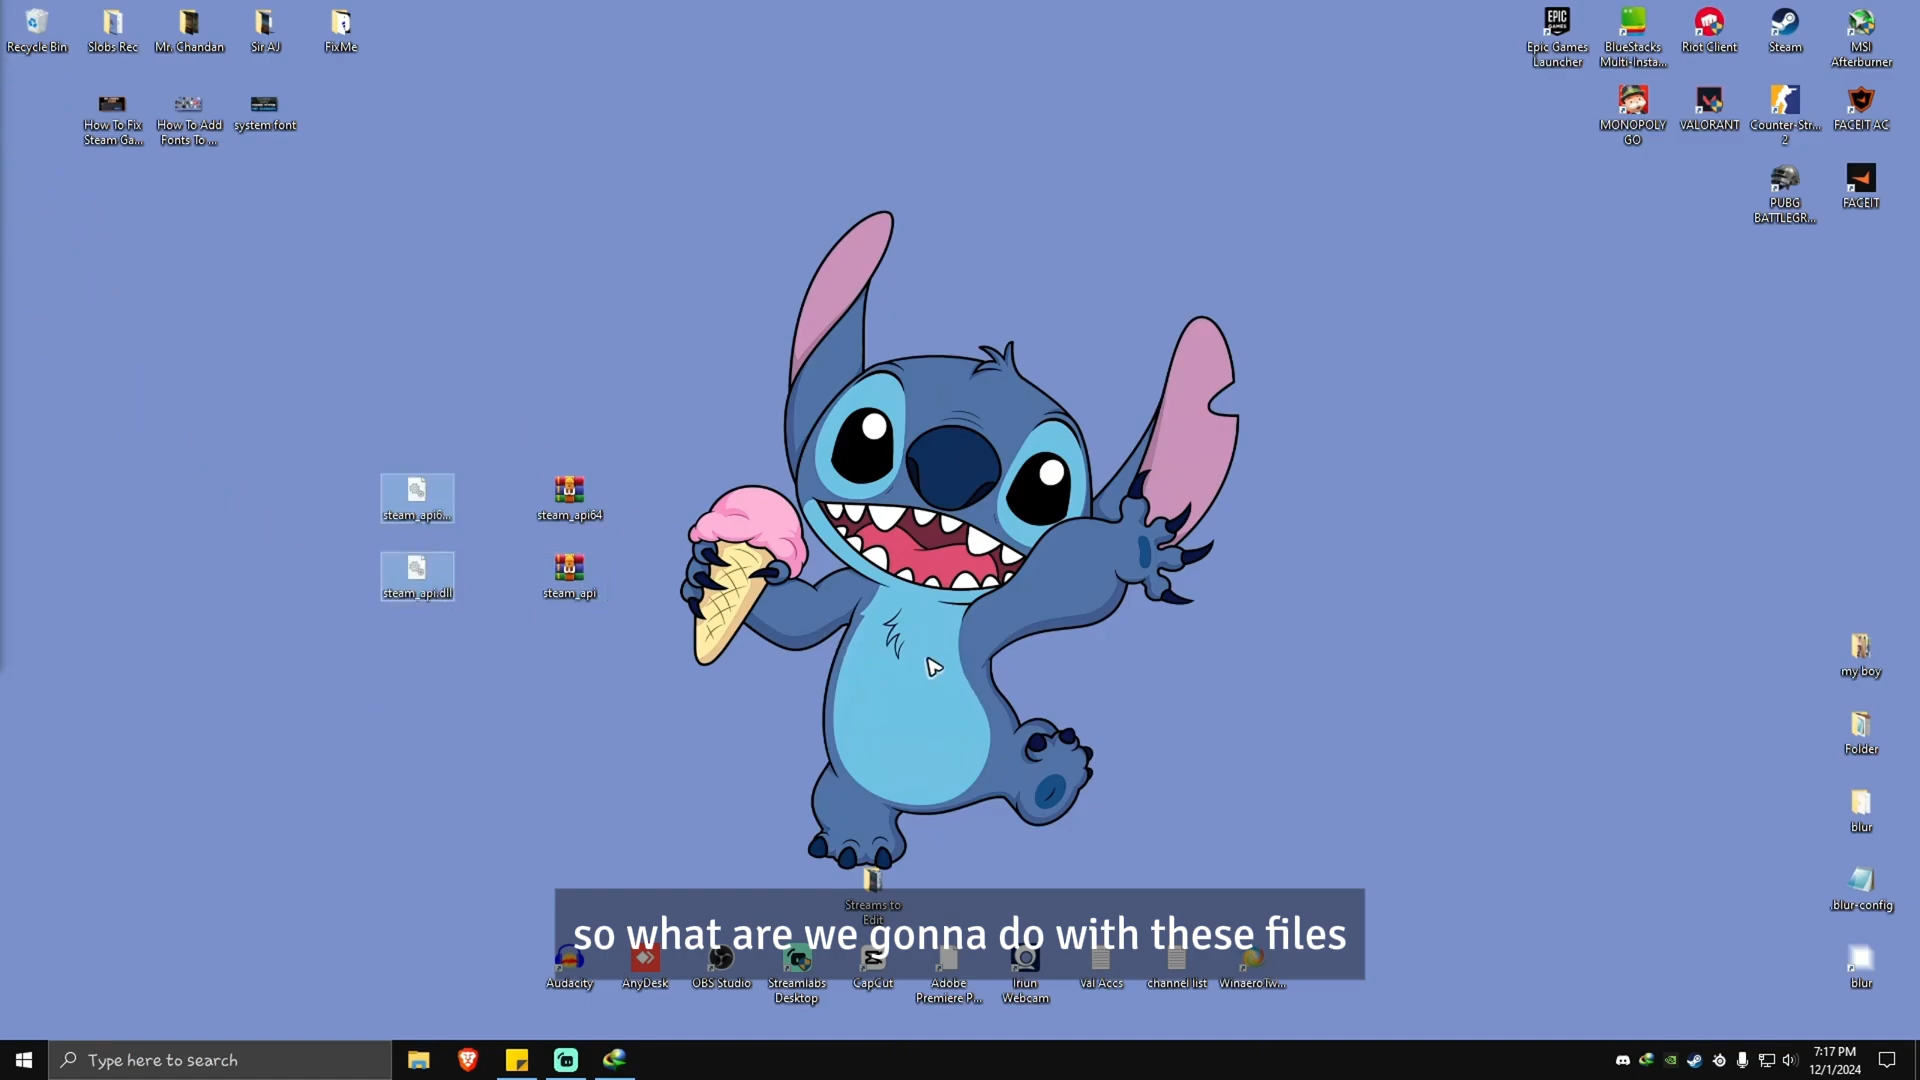 Recycle Bin
Slobs Rec
Mr. Chandan
Sir AJ
FixMe
Epic Games
Launcher
BlueStacks
Multi-Insta...
Riot Client
Steam
MSI
Afterburner
How To Fix
Steam Ga...
How To Add
Fonts To ...
system font
MONOPOLY
GO
VALORANT
Counter-Str...
2
FACEIT AC
PUBG
BATTLEGR...
FACEIT
steam_api6...
steam_api64
steam_api.dll
steam_api
my boy
Folder
blur
.blur-config
blur
Streams to
Edit
so what are we gonna do with these files
Audacity
AnyDesk
OBS Studio
Streamlabs
Desktop
CapCut
Adobe
Premiere P...
Iriun
Webcam
Val Accs
channel list
Winaero Tw...
Type here to search
7:17 PM
12/1/2024